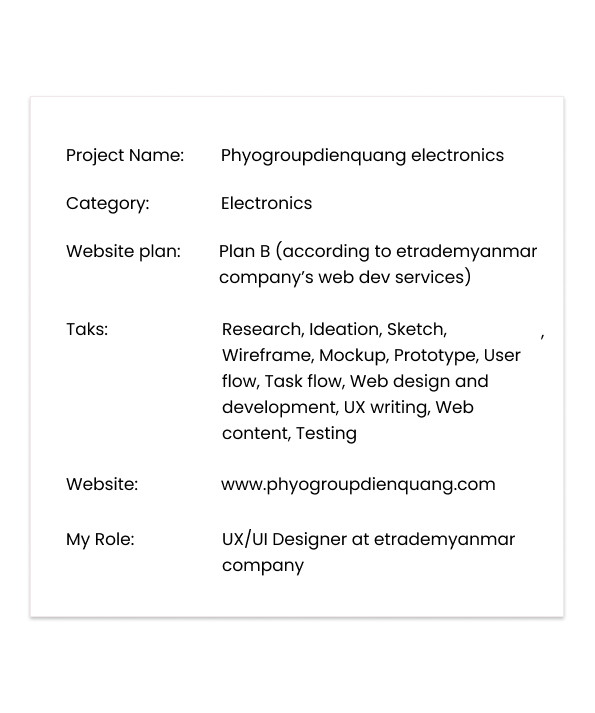 Project Name: Phyogroupdienquang electronics
Category: Electronics
Website plan: Plan B (according to etrademyanmar
company’s web dev services)
Taks: Research, Ideation, Sketch, ,
Wireframe, Mockup, Prototype, User
flow, Task flow, Web design and
development, UX writing, Web
content, Testing
Website: www.phyogroupdienquang.com
My Role: UX/UI Designer at etrademyanmar
company